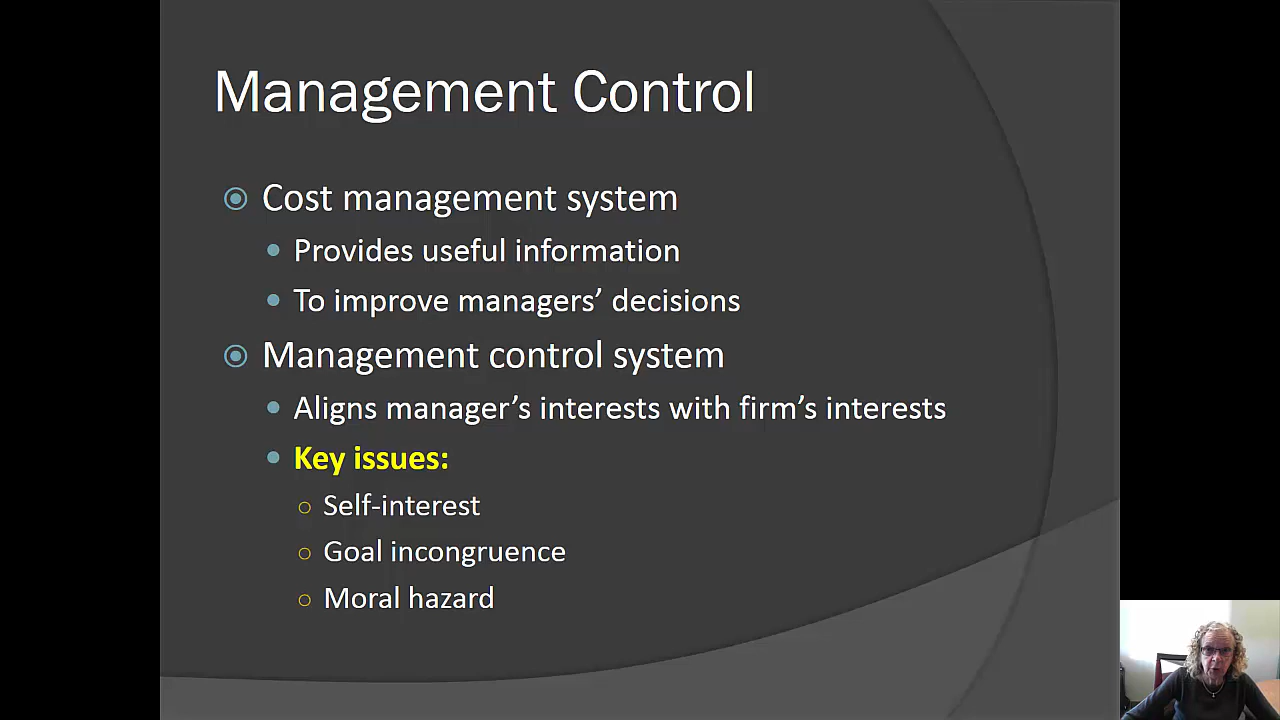 Management Control
Cost management system
Provides useful information
To improve managers’ decisions
Management control system
Aligns manager’s interests with firm’s interests
Key issues:
Self-interest
Goal incongruence
Moral hazard